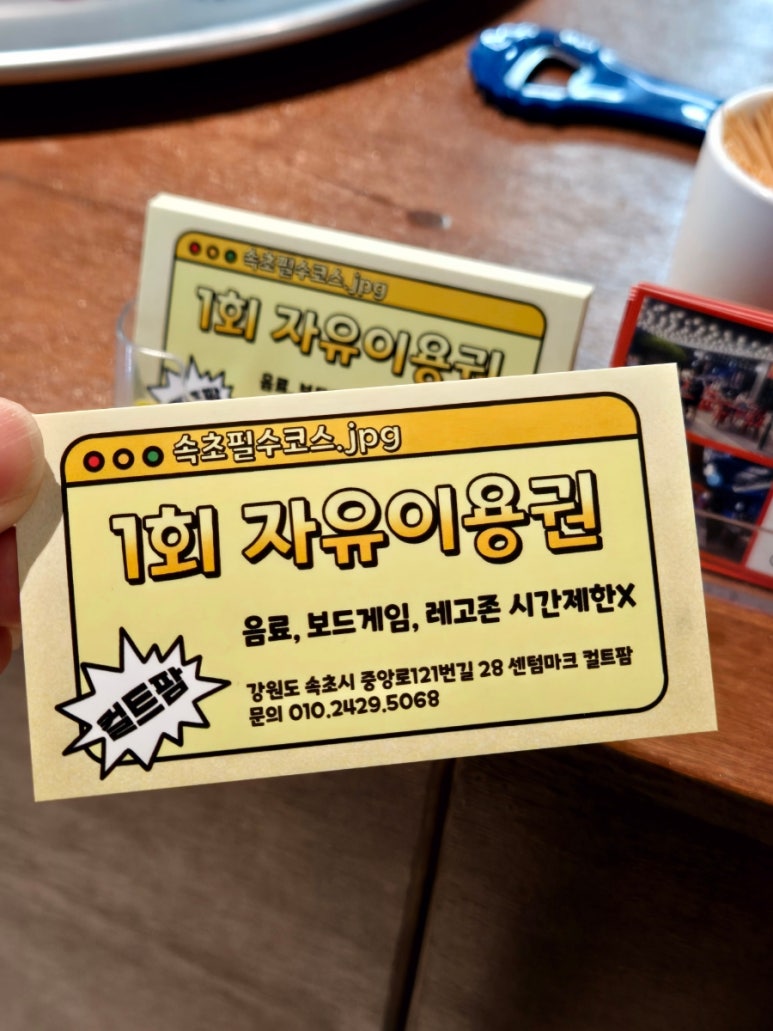 속초필수코스.jpg
1회 자유이용권
속초필수코스.jpg
1회 자유이용권
음료, 보드게임, 레고존 시간제한X
컬트팜
강원도 속초시 중앙로121번길 28 센텀마크 컬트팜
문의 010.2429.5068